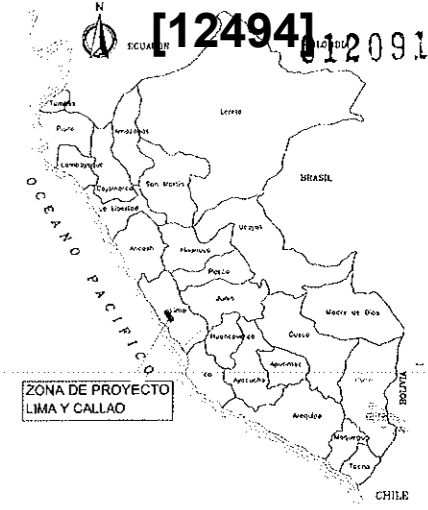 N
[12494]
012091
ECUADOR
COLOMBIA
Tumbes
Piura
Amazonas
Loreto
Lambayeque
Cajamarca
San Martin
BRASIL
La Libertad
Ancash
Huanuco
Ucayali
Pasco
OCEANO PACIFICO
Lima
Junin
Madre de Dios
Huancavelica
Cusco
Ica
Ayacucho
Apurimac
Puno
BOLIVIA
ZONA DE PROYECTO
LIMA Y CALLAO
Arequipa
Moquegua
Tacna
CHILE